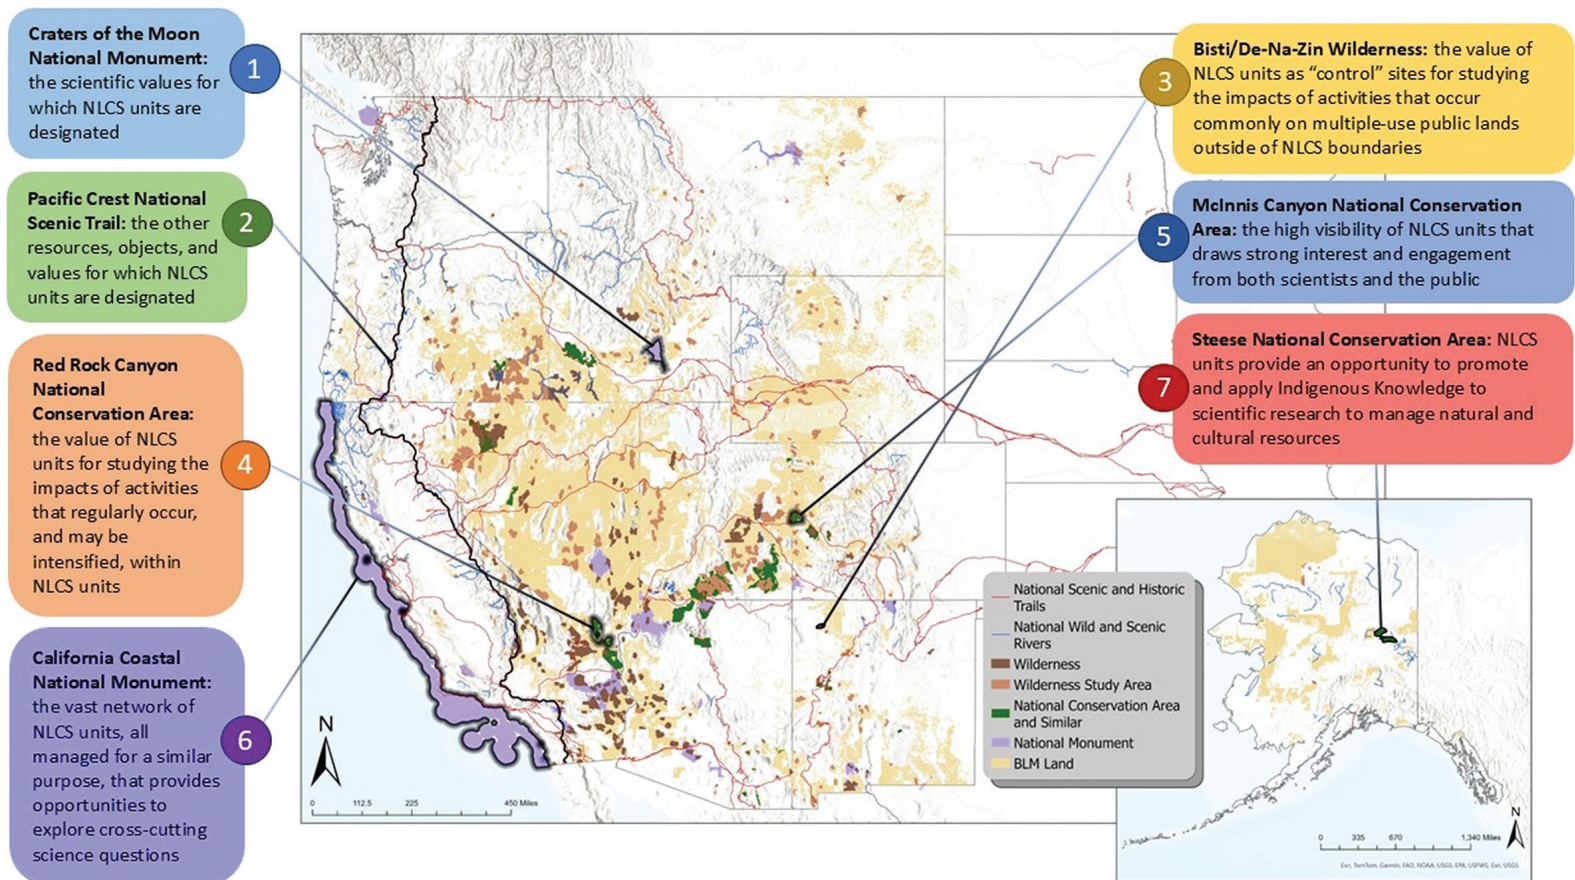 Craters of the Moon
National Monument:
the scientific values for
which NLCS units are
designated
1
Pacific Crest National
Scenic Trail: the other
resources, objects, and
values for which NLCS
units are designated
2
Red Rock Canyon
National
Conservation Area:
the value of NLCS
units for studying the
impacts of activities
that regularly occur,
and may be
intensified, within
NLCS units
4
California Coastal
National Monument:
the vast network of
NLCS units, all
managed for a similar
purpose, that provides
opportunities to
explore cross-cutting
science questions
6
Bisti/De-Na-Zin Wilderness: the value of
NLCS units as “control” sites for studying
the impacts of activities that occur
commonly on multiple-use public lands
outside of NLCS boundaries
3
McInnis Canyon National Conservation
Area: the high visibility of NLCS units that
draws strong interest and engagement
from both scientists and the public
5
Steese National Conservation Area: NLCS
units provide an opportunity to promote
and apply Indigenous Knowledge to
scientific research to manage natural and
cultural resources
7
National Scenic and Historic
Trails
National Wild and Scenic
Rivers
Wilderness
Wilderness Study Area
National Conservation Area
and Similar
National Monument
BLM Land
N
0 112.5 225 450 Miles
N
0 335 670 1,340 Miles
Esri, TomTom, Garmin, FAO, NOAA, USGS, EPA, USFWS, Esri, USGS